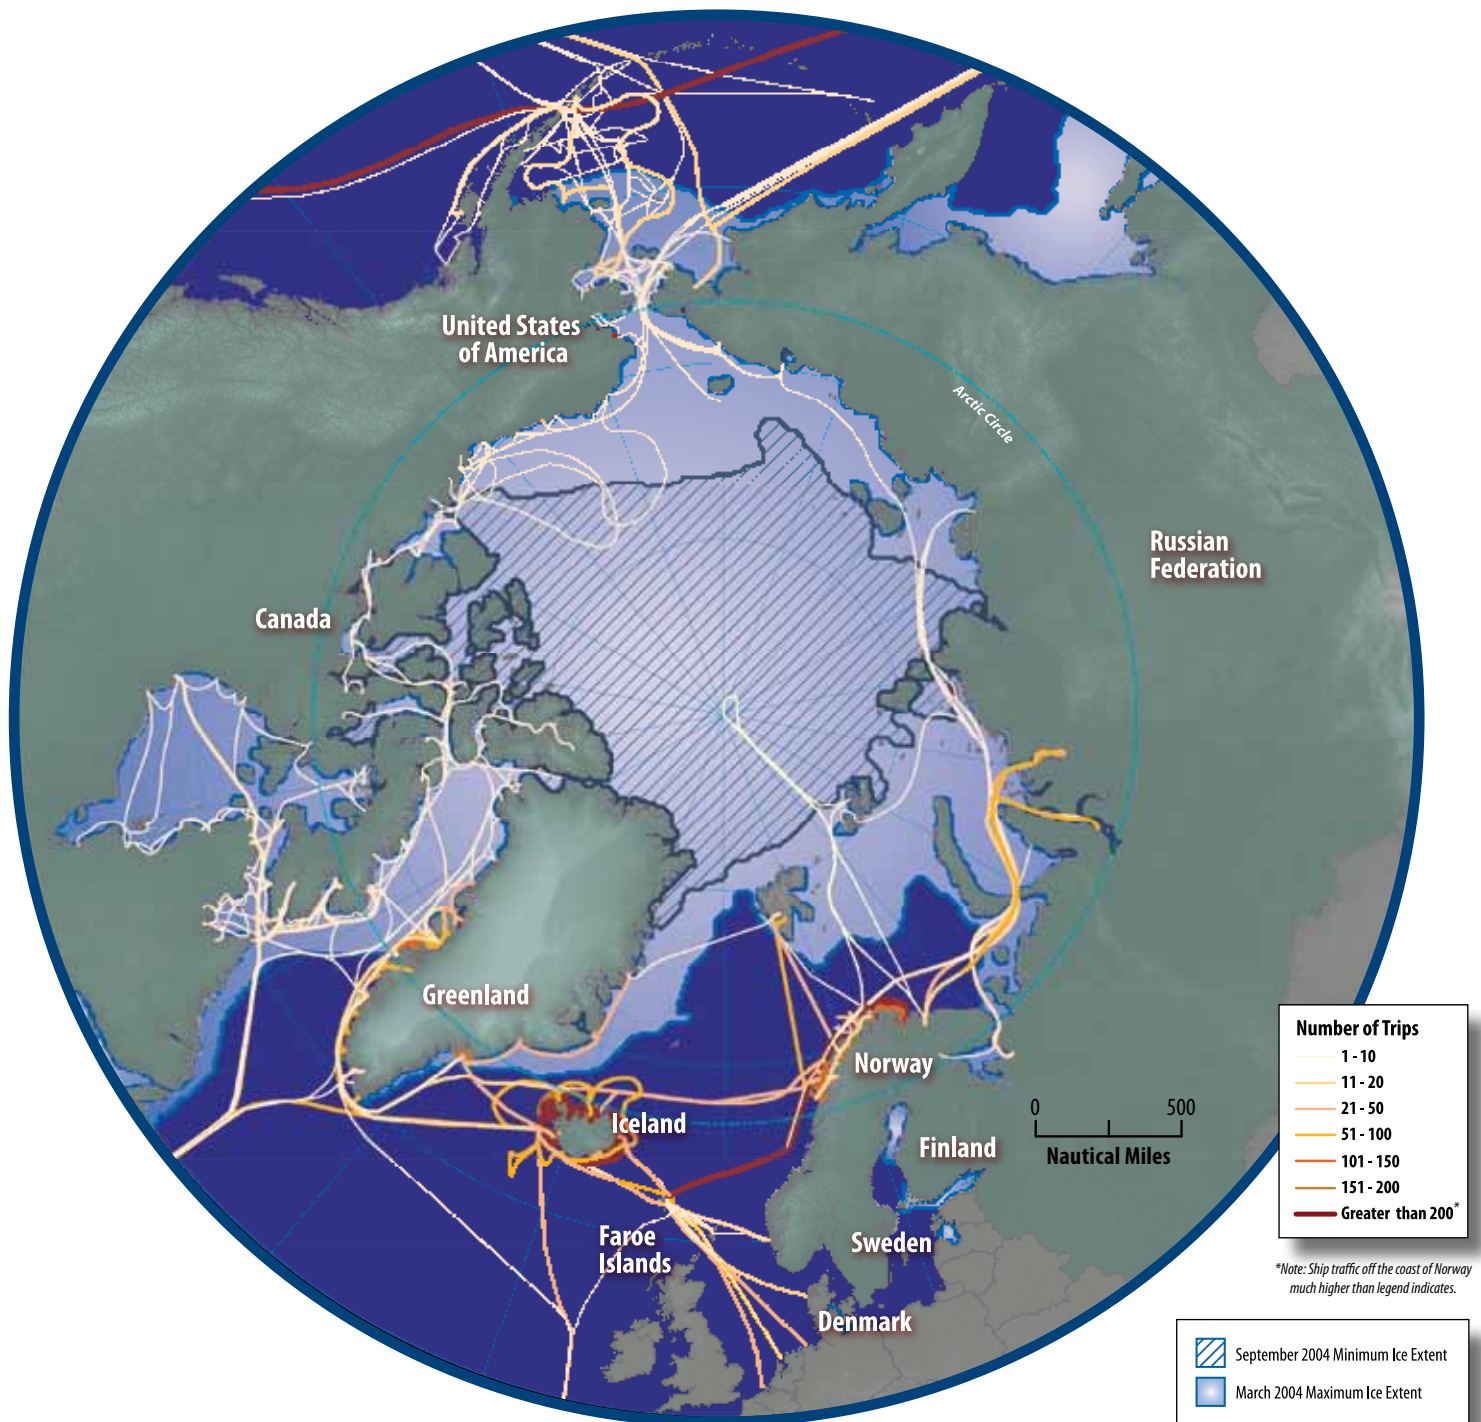 United States
of America
Arctic Circle
Russian
Federation
Canada
Greenland
Norway
Iceland
Finland
Faroe
Islands
Sweden
Denmark
0 500
Nautical Miles
Number of Trips
1 - 10
11 - 20
21 - 50
51 - 100
101 - 150
151 - 200
Greater than 200*
*Note: Ship traffic off the coast of Norway
much higher than legend indicates.
September 2004 Minimum Ice Extent
March 2004 Maximum Ice Extent